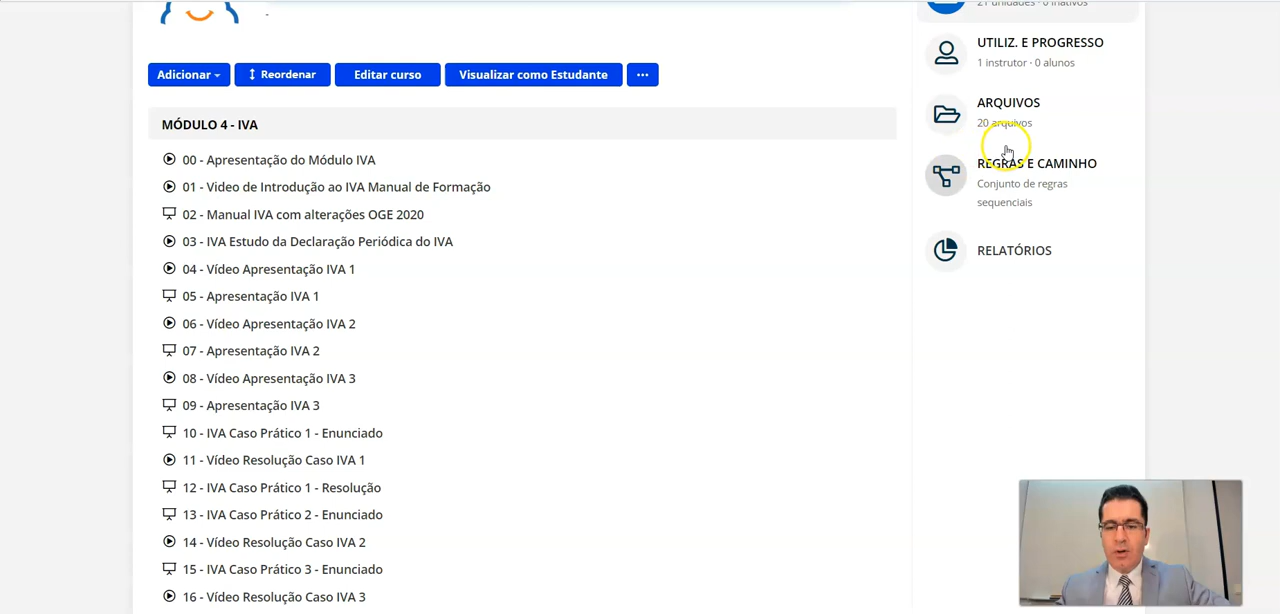 21 unidades · 0 inativos
UTILIZ. E PROGRESSO
1 instrutor · 0 alunos
ARQUIVOS
20 arquivos
REGRAS E CAMINHO
Conjunto de regras
sequenciais
RELATÓRIOS
Adicionar
Reordenar
Editar curso
Visualizar como Estudante
...
MÓDULO 4 - IVA
00 - Apresentação do Módulo IVA
01 - Video de Introdução ao IVA Manual de Formação
02 - Manual IVA com alterações OGE 2020
03 - IVA Estudo da Declaração Periódica do IVA
04 - Vídeo Apresentação IVA 1
05 - Apresentação IVA 1
06 - Vídeo Apresentação IVA 2
07 - Apresentação IVA 2
08 - Vídeo Apresentação IVA 3
09 - Apresentação IVA 3
10 - IVA Caso Prático 1 - Enunciado
11 - Vídeo Resolução Caso IVA 1
12 - IVA Caso Prático 1 - Resolução
13 - IVA Caso Prático 2 - Enunciado
14 - Vídeo Resolução Caso IVA 2
15 - IVA Caso Prático 3 - Enunciado
16 - Vídeo Resolução Caso IVA 3